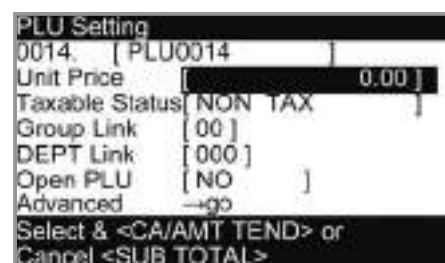 PLU Setting
0014. [ PLU0014 ]
Unit Price [ 0.00 ]
Taxable Status[ NON TAX ]
Group Link [ 00 ]
DEPT Link [ 000 ]
Open PLU [ NO ]
Advanced →go
Select & <CA/AMT TEND> or
Cancel <SUB TOTAL>